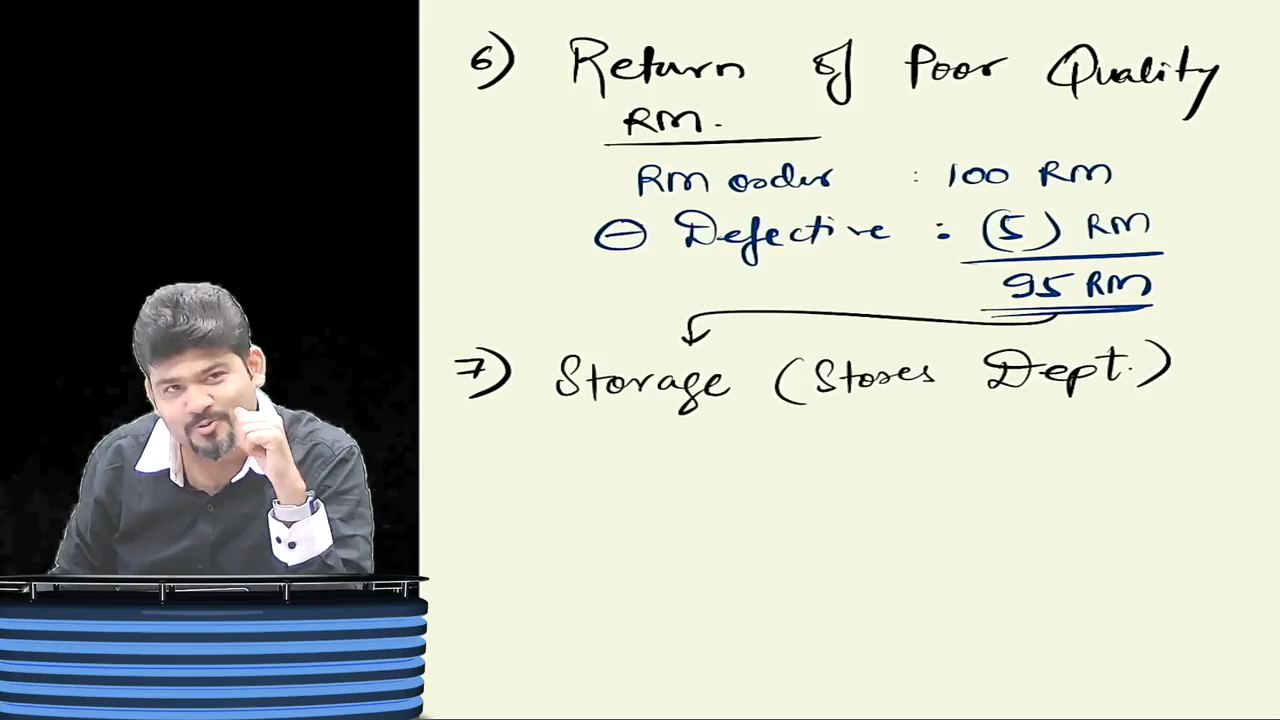 6) Return of Poor Quality
RM.
RM order : 100 RM
⊖ Defective : (5) RM
95 RM
7) Storage (Stores Dept.)